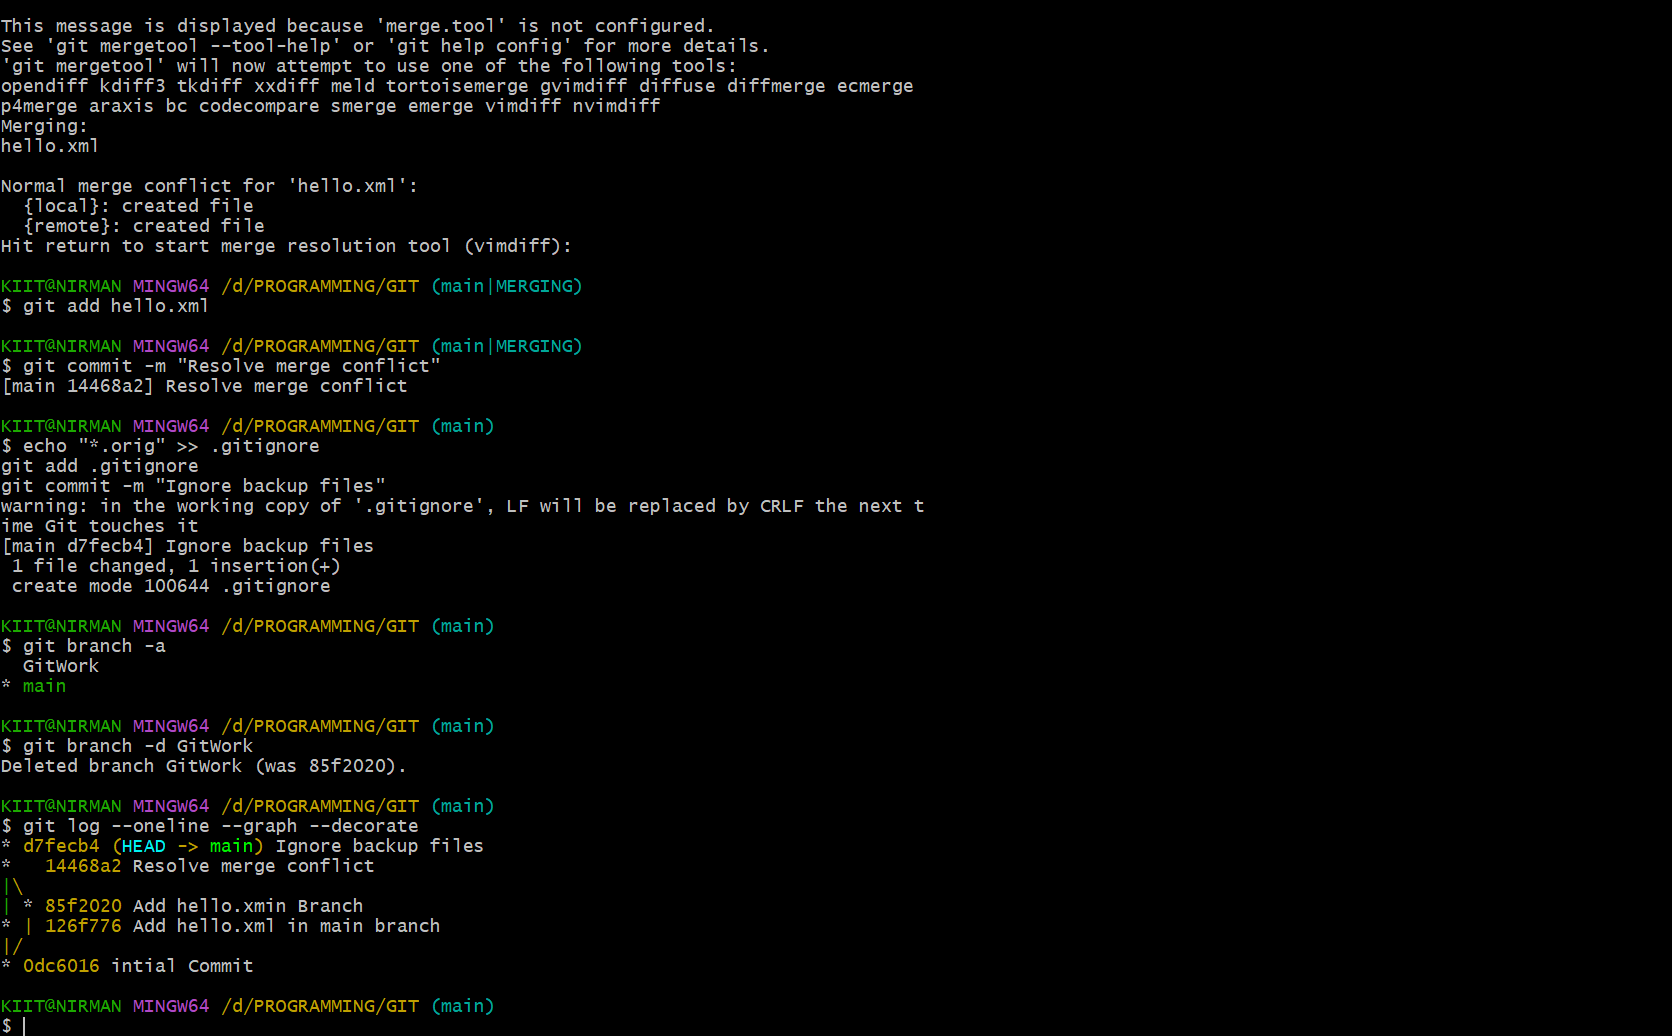 This message is displayed because 'merge.tool' is not configured.
See 'git mergetool --tool-help' or 'git help config' for more details.
'git mergetool' will now attempt to use one of the following tools:
opendiff kdiff3 tkdiff xxdiff meld tortoisemerge gvimdiff diffuse diffmerge ecmerge
p4merge araxis bc codecompare smerge emerge vimdiff nvimdiff
Merging:
hello.xml

Normal merge conflict for 'hello.xml':
  {local}: created file
  {remote}: created file
Hit return to start merge resolution tool (vimdiff):

KIIT@NIRMAN MINGW64 /d/PROGRAMMING/GIT (main|MERGING)
$ git add hello.xml

KIIT@NIRMAN MINGW64 /d/PROGRAMMING/GIT (main|MERGING)
$ git commit -m "Resolve merge conflict"
[main 14468a2] Resolve merge conflict

KIIT@NIRMAN MINGW64 /d/PROGRAMMING/GIT (main)
$ echo "*.orig" >> .gitignore
git add .gitignore
git commit -m "Ignore backup files"
warning: in the working copy of '.gitignore', LF will be replaced by CRLF the next t
ime Git touches it
[main d7fecb4] Ignore backup files
 1 file changed, 1 insertion(+)
 create mode 100644 .gitignore

KIIT@NIRMAN MINGW64 /d/PROGRAMMING/GIT (main)
$ git branch -a
  GitWork
* main

KIIT@NIRMAN MINGW64 /d/PROGRAMMING/GIT (main)
$ git branch -d GitWork
Deleted branch GitWork (was 85f2020).

KIIT@NIRMAN MINGW64 /d/PROGRAMMING/GIT (main)
$ git log --oneline --graph --decorate
* d7fecb4 (HEAD -> main) Ignore backup files
*   14468a2 Resolve merge conflict
|\
| * 85f2020 Add hello.xmin Branch
* | 126f776 Add hello.xml in main branch
|/
* 0dc6016 intial Commit

KIIT@NIRMAN MINGW64 /d/PROGRAMMING/GIT (main)
$